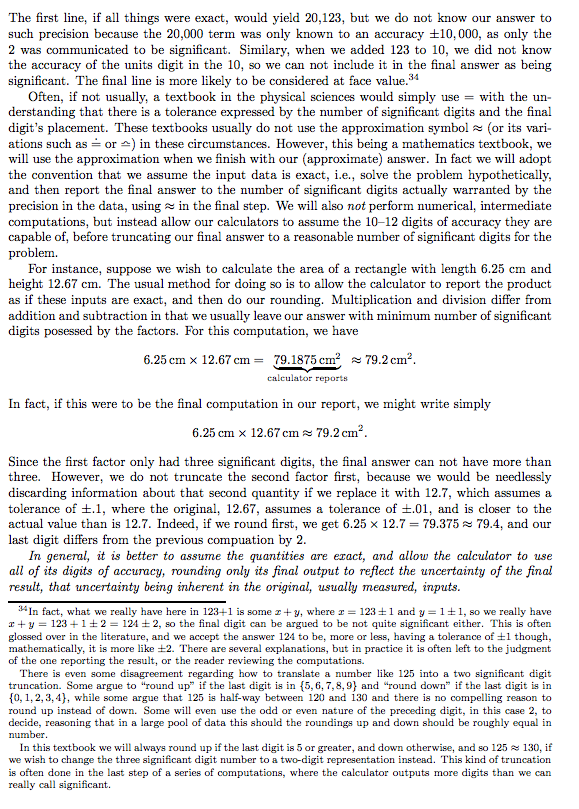 The first line, if all things were exact, would yield 20,123, but we do not know our answer to
such precision because the 20,000 term was only known to an accuracy ±10, 000, as only the
2 was communicated to be significant. Similary, when we added 123 to 10, we did not know
the accuracy of the units digit in the 10, so we can not include it in the final answer as being
significant. The final line is more likely to be considered at face value.³⁴
Often, if not usually, a textbook in the physical sciences would simply use = with the un-
derstanding that there is a tolerance expressed by the number of significant digits and the final
digit's placement. These textbooks usually do not use the approximation symbol ≈ (or its vari-
ations such as ≐ or ≏) in these circumstances. However, this being a mathematics textbook, we
will use the approximation when we finish with our (approximate) answer. In fact we will adopt
the convention that we assume the input data is exact, i.e., solve the problem hypothetically,
and then report the final answer to the number of significant digits actually warranted by the
precision in the data, using ≈ in the final step. We will also not perform numerical, intermediate
computations, but instead allow our calculators to assume the 10–12 digits of accuracy they are
capable of, before truncating our final answer to a reasonable number of significant digits for the
problem.
For instance, suppose we wish to calculate the area of a rectangle with length 6.25 cm and
height 12.67 cm. The usual method for doing so is to allow the calculator to report the product
as if these inputs are exact, and then do our rounding. Multiplication and division differ from
addition and subtraction in that we usually leave our answer with minimum number of significant
digits posessed by the factors. For this computation, we have
6.25 cm × 12.67 cm = 79.1875 cm² ≈ 79.2 cm².
calculator reports
In fact, if this were to be the final computation in our report, we might write simply
6.25 cm × 12.67 cm ≈ 79.2 cm².
Since the first factor only had three significant digits, the final answer can not have more than
three. However, we do not truncate the second factor first, because we would be needlessly
discarding information about that second quantity if we replace it with 12.7, which assumes a
tolerance of ±.1, where the original, 12.67, assumes a tolerance of ±.01, and is closer to the
actual value than is 12.7. Indeed, if we round first, we get 6.25 × 12.7 = 79.375 ≈ 79.4, and our
last digit differs from the previous compuation by 2.
In general, it is better to assume the quantities are exact, and allow the calculator to use
all of its digits of accuracy, rounding only its final output to reflect the uncertainty of the final
result, that uncertainty being inherent in the original, usually measured, inputs.
³⁴In fact, what we really have here in 123+1 is some x + y, where x = 123 ± 1 and y = 1 ± 1, so we really have
x + y = 123 + 1 ± 2 = 124 ± 2, so the final digit can be argued to be not quite significant either. This is often
glossed over in the literature, and we accept the answer 124 to be, more or less, having a tolerance of ±1 though,
mathematically, it is more like ±2. There are several explanations, but in practice it is often left to the judgment
of the one reporting the result, or the reader reviewing the computations.
There is even some disagreement regarding how to translate a number like 125 into a two significant digit
truncation. Some argue to "round up" if the last digit is in {5, 6, 7, 8, 9} and "round down" if the last digit is in
{0, 1, 2, 3, 4}, while some argue that 125 is half-way between 120 and 130 and there is no compelling reason to
round up instead of down. Some will even use the odd or even nature of the preceding digit, in this case 2, to
decide, reasoning that in a large pool of data this should the roundings up and down should be roughly equal in
number.
In this textbook we will always round up if the last digit is 5 or greater, and down otherwise, and so 125 ≈ 130, if
we wish to change the three significant digit number to a two-digit representation instead. This kind of truncation
is often done in the last step of a series of computations, where the calculator outputs more digits than we can
really call significant.